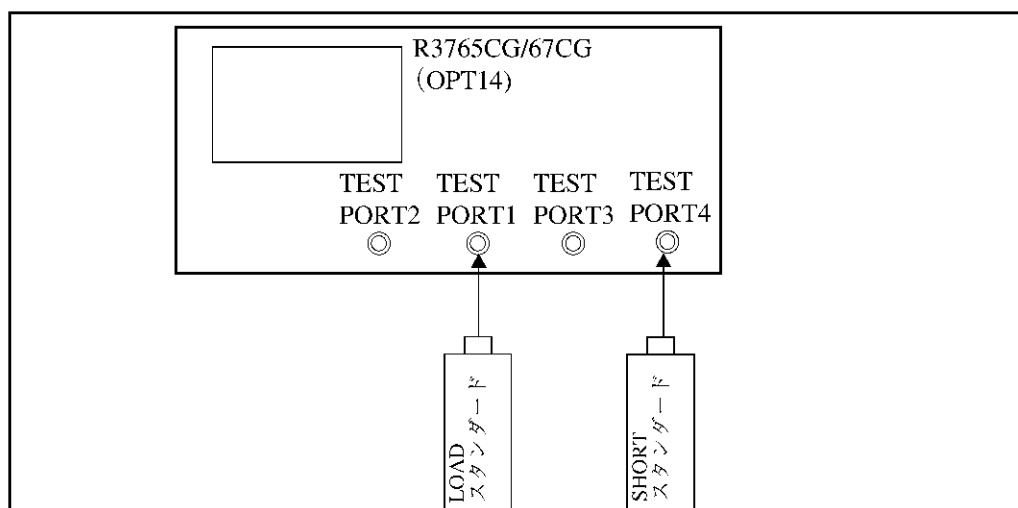 R3765CG/67CG
(OPT14)
TEST TEST TEST TEST
PORT2 PORT1 PORT3 PORT4
LOAD
スタンダード
SHORT
スタンダード